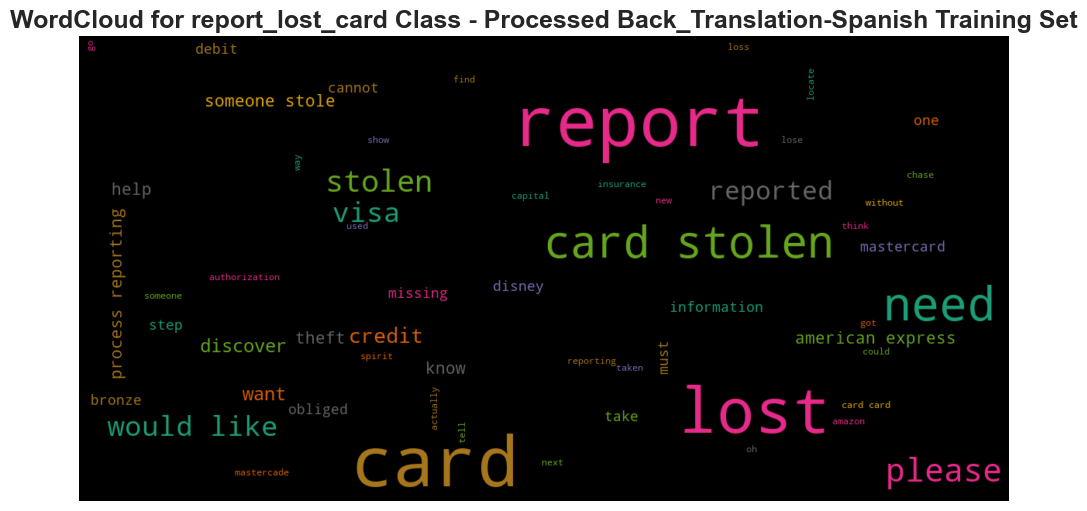 WordCloud for report_lost_card Class - Processed Back_Translation-Spanish Training Set
go
debit
loss
find
cannot
locate
someone stole
report
one
show
lose
way
stolen
help
insurance
reported
chase
capital
new
without
visa
used
think
card stolen
mastercard
process reporting
authorization
disney
missing
someone
information
need
step
got
theft
credit
american express
discover
could
spirit
must
reporting
know
taken
want
bronze
actually
obliged
take
lost
card card
would like
amazon
tell
oh
card
next
please
mastercade